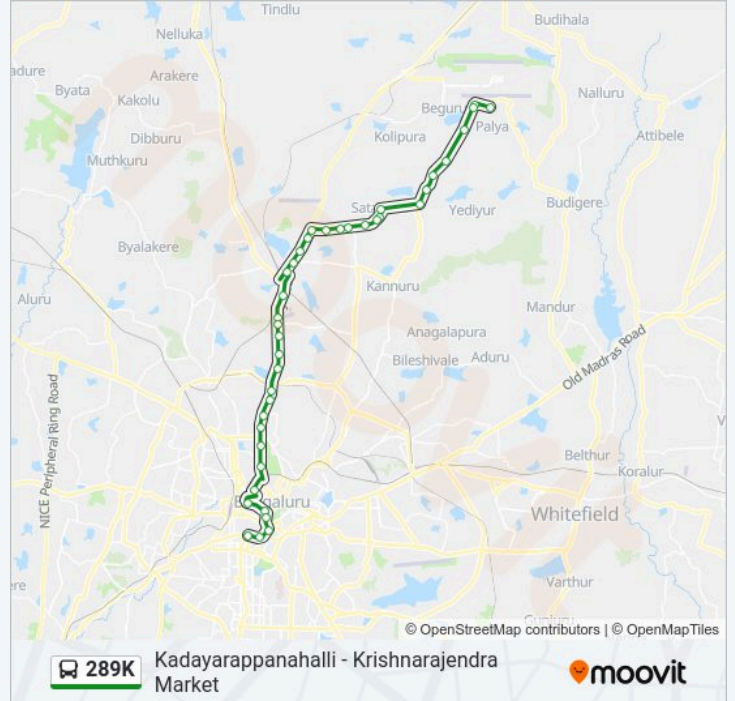 Tindlu
Budihala
Nelluka
adure
Arakere
Byata
Kakolu
Nalluru
Begur
Palya
Attibele
Dibburu
Kolipura
Muthkuru
Sata
Yediyur
Budigere
Byalakere
Kannuru
Aluru
Mandur
Anagalapura
Bileshivale
Aduru
Old Madras Road
NICE Peripheral Ring Road
Belthur
Koralur
Bengaluru
Whitefield
ere
Varthur
© OpenStreetMap contributors | © OpenMapTiles
289K
Kadayarappanahalli - Krishnarajendra
Market
moovit